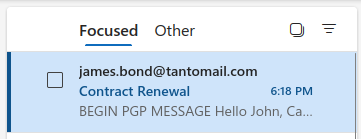 Focused Other
james.bond@tantomail.com
Contract Renewal 6:18 PM
BEGIN PGP MESSAGE Hello John, Ca...